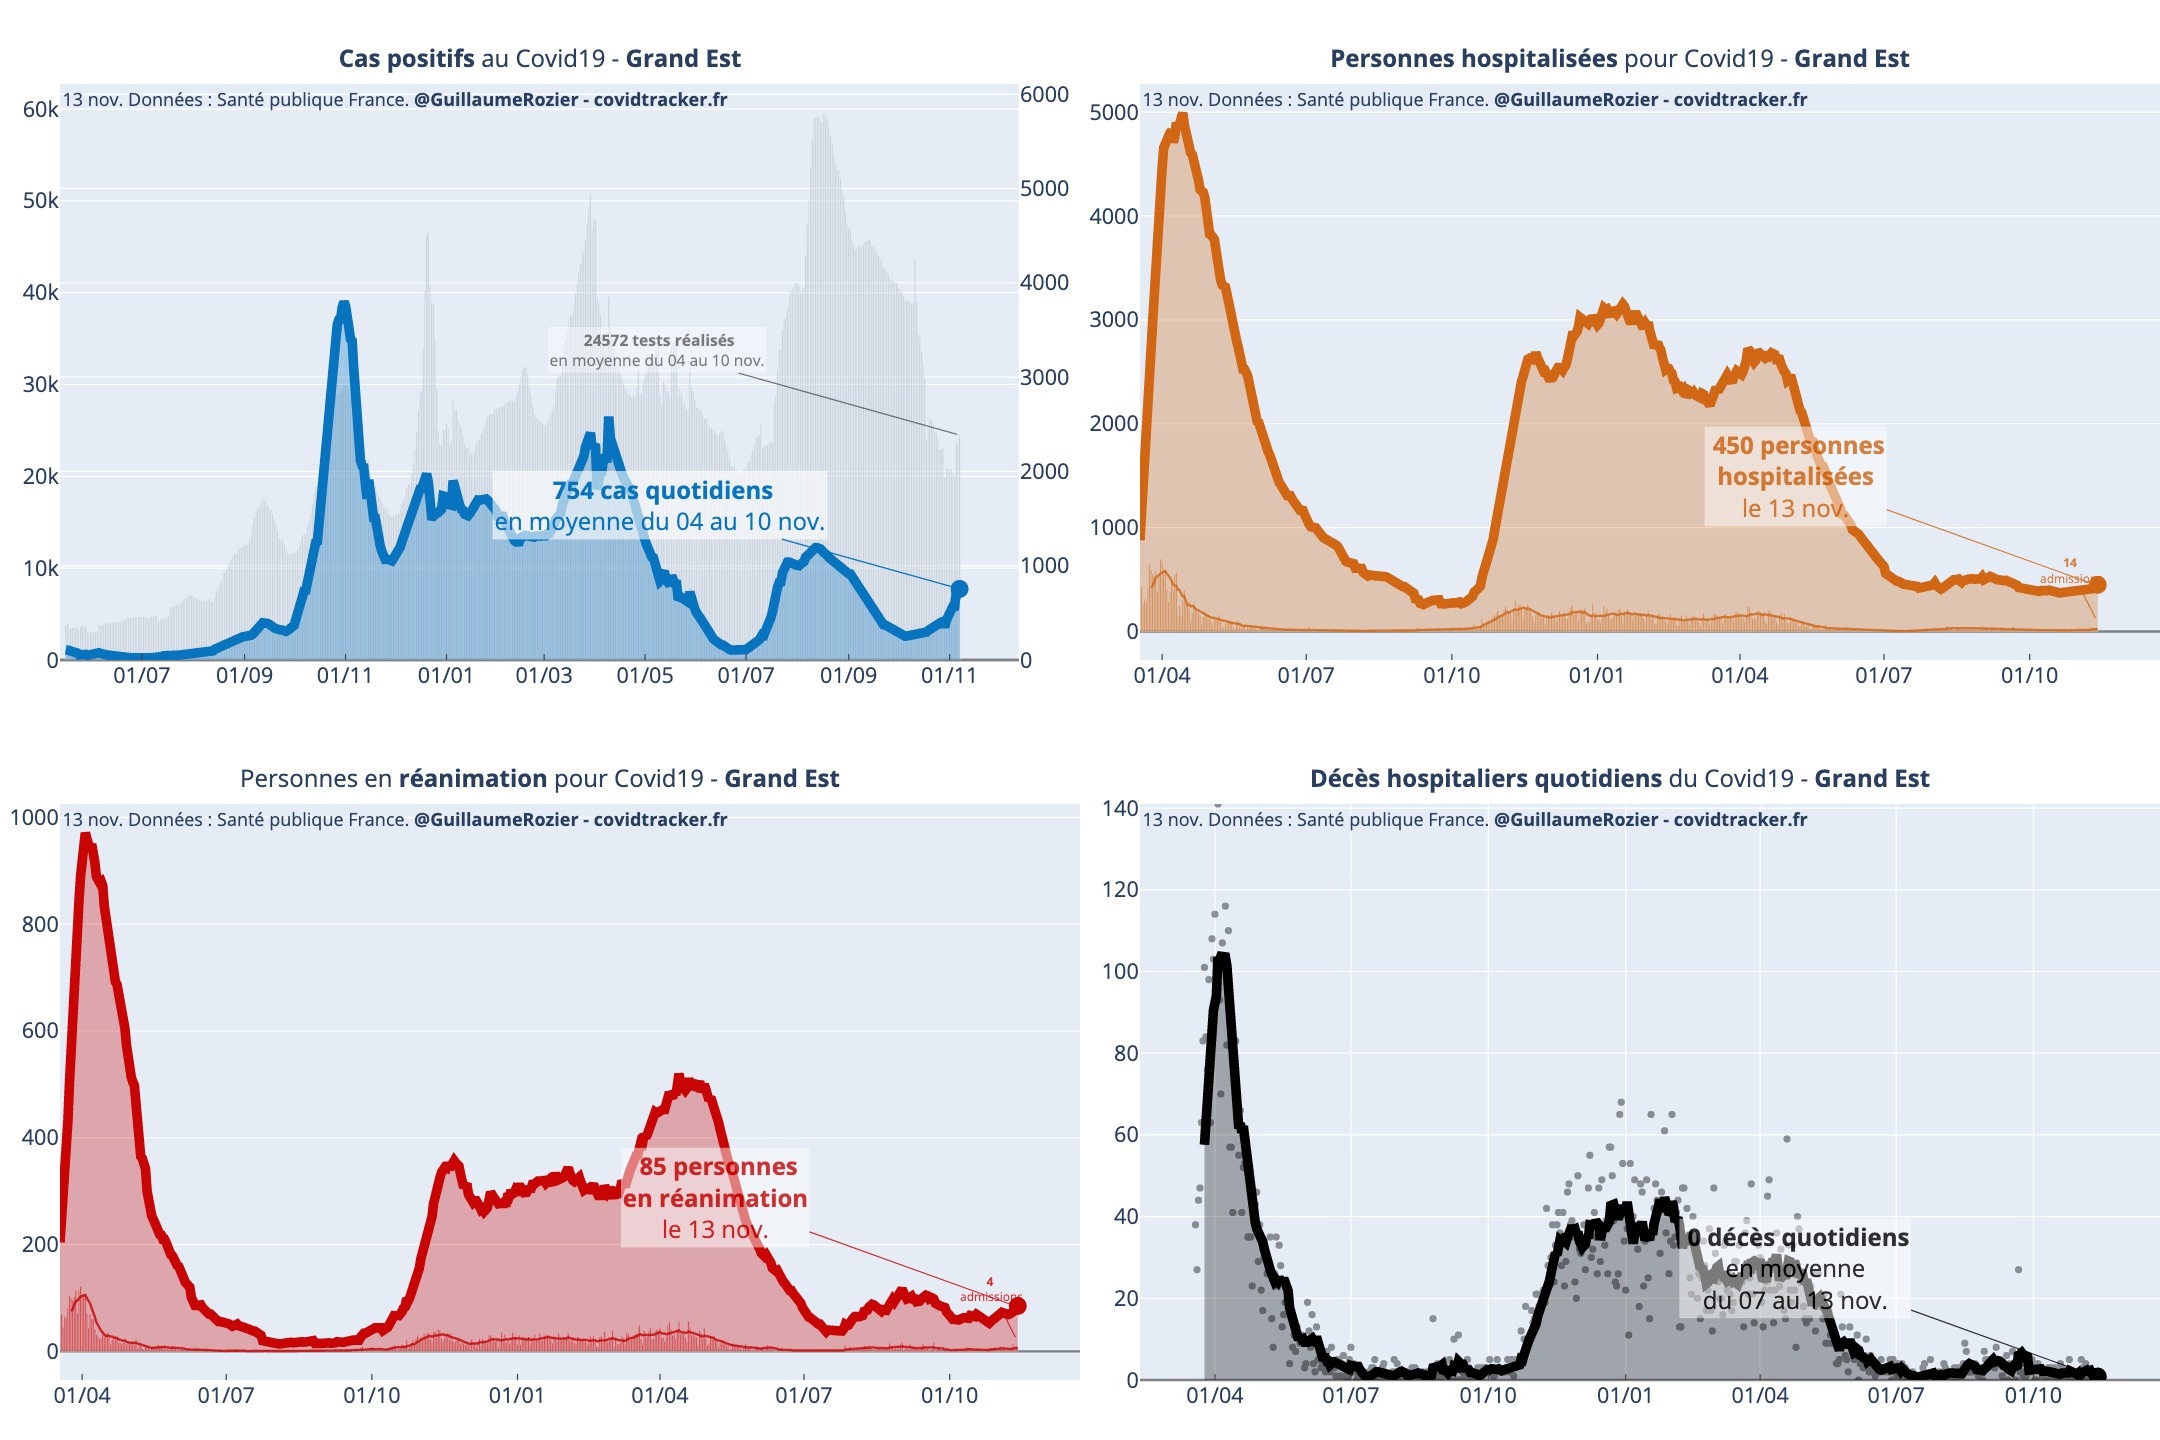 Cas positifs au Covid19 - Grand Est
13 nov. Données : Santé publique France. @GuillaumeRozier - covidtracker.fr
60k
50k
40k
30k
20k
10k
0
6000
5000
4000
3000
2000
1000
0
24572 tests réalisés
en moyenne du 04 au 10 nov.
754 cas quotidiens
en moyenne du 04 au 10 nov.
01/07 01/09 01/11 01/01 01/03 01/05 01/07 01/09 01/11
Personnes hospitalisées pour Covid19 - Grand Est
13 nov. Données : Santé publique France. @GuillaumeRozier - covidtracker.fr
5000
4000
3000
2000
1000
0
450 personnes
hospitalisées
le 13 nov.
14
admissions
01/04 01/07 01/10 01/01 01/04 01/07 01/10
Personnes en réanimation pour Covid19 - Grand Est
13 nov. Données : Santé publique France. @GuillaumeRozier - covidtracker.fr
1000
800
600
400
200
0
85 personnes
en réanimation
le 13 nov.
4
admissions
01/04 01/07 01/10 01/01 01/04 01/07 01/10
Décès hospitaliers quotidiens du Covid19 - Grand Est
13 nov. Données : Santé publique France. @GuillaumeRozier - covidtracker.fr
140
120
100
80
60
40
20
0
0 décès quotidiens
en moyenne
du 07 au 13 nov.
01/04 01/07 01/10 01/01 01/04 01/07 01/10